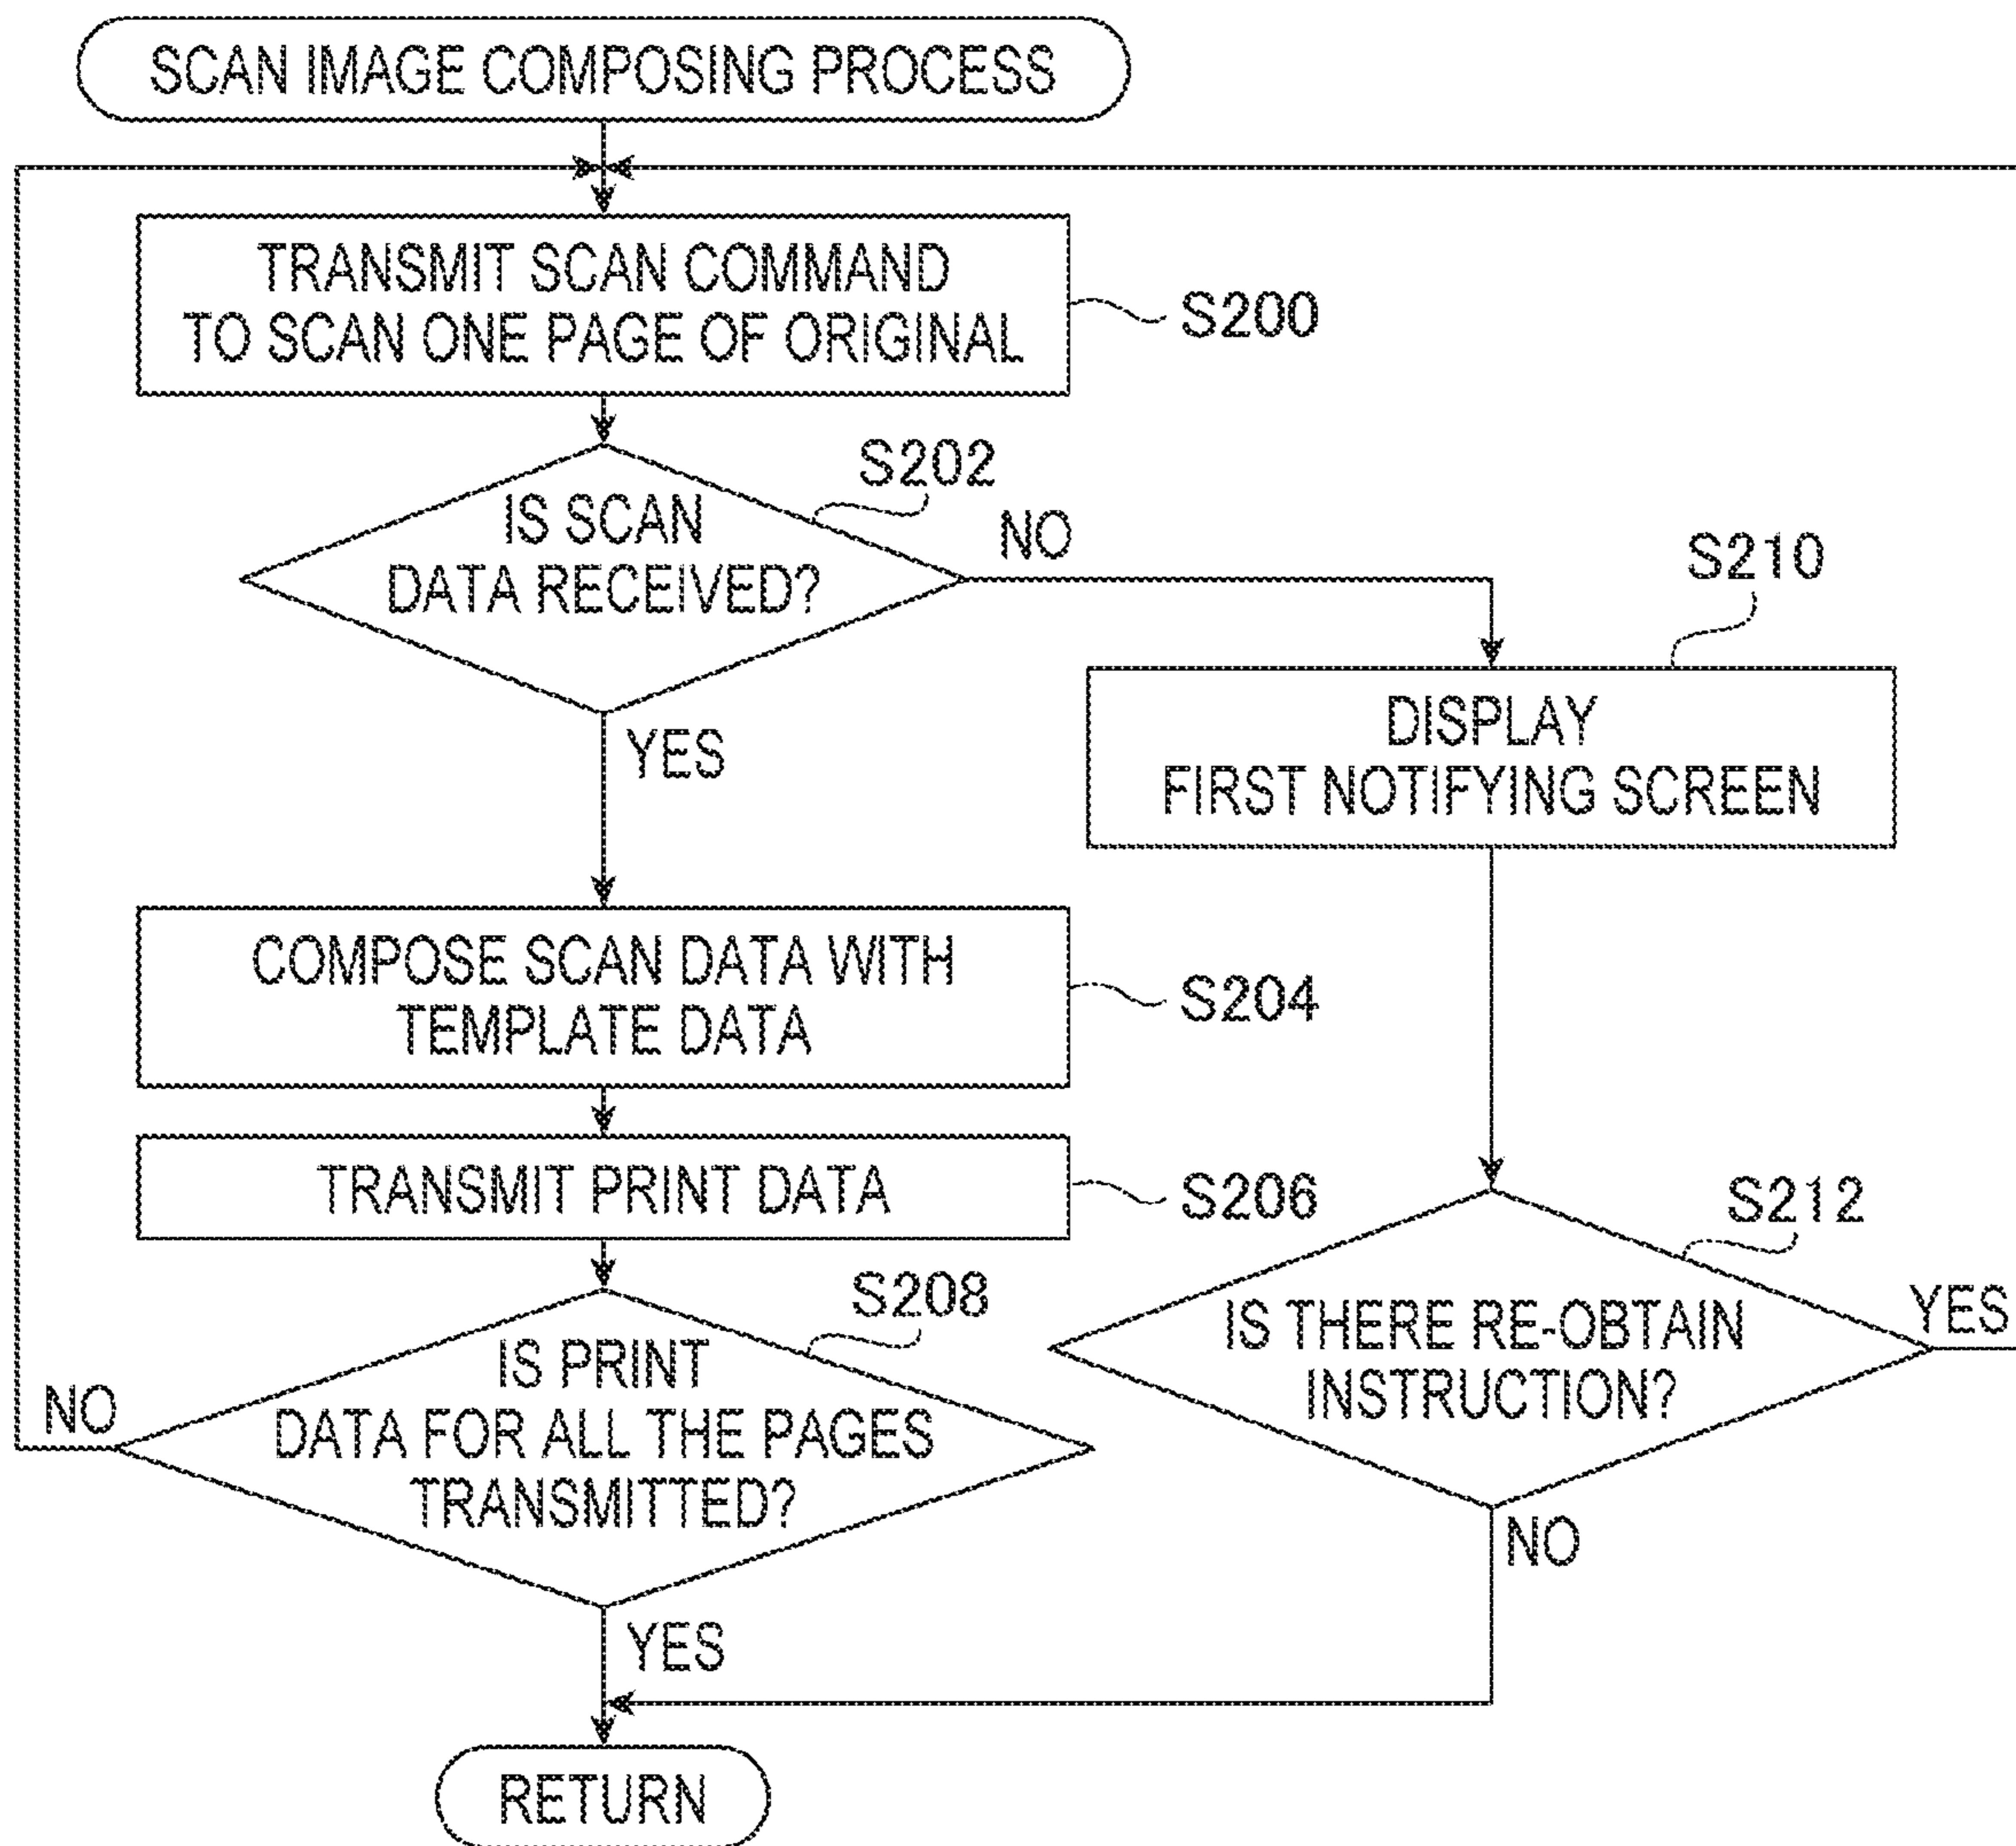 SCAN IMAGE COMPOSING PROCESS
TRANSMIT SCAN COMMAND
TO SCAN ONE PAGE OF ORIGINAL
S200
S202
IS SCAN
DATA RECEIVED?
NO
YES
S210
DISPLAY
FIRST NOTIFYING SCREEN
COMPOSE SCAN DATA WITH
TEMPLATE DATA
S204
TRANSMIT PRINT DATA
S206
S212
IS THERE RE-OBTAIN
INSTRUCTION?
YES
NO
S208
IS PRINT
DATA FOR ALL THE PAGES
TRANSMITTED?
NO
YES
RETURN